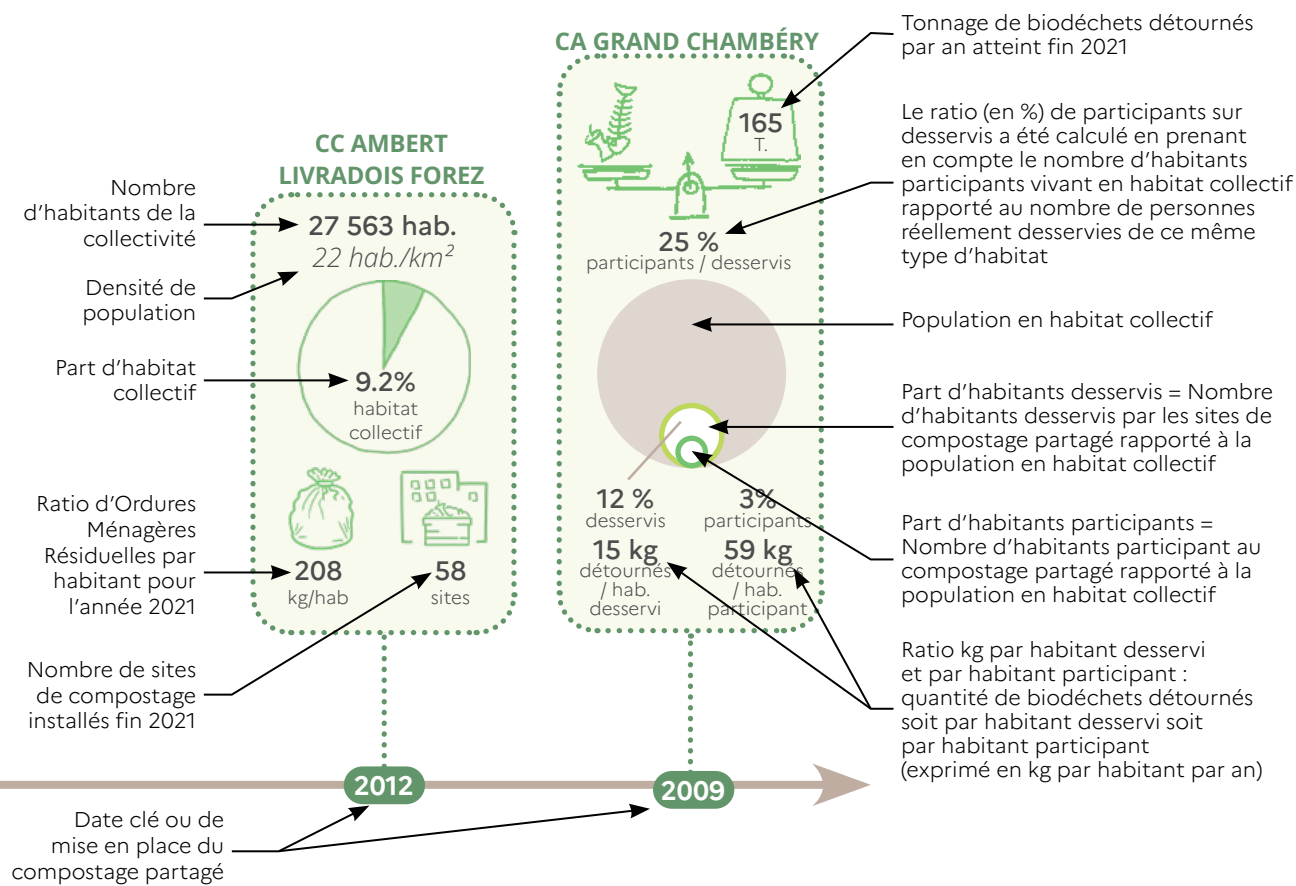 CA GRAND CHAMBÉRY
Tonnage de biodéchets détournés
par an atteint fin 2021
165
T.
Le ratio (en %) de participants sur
desservis a été calculé en prenant
en compte le nombre d'habitants
participants vivant en habitat collectif
rapporté au nombre de personnes
réellement desservies de ce même
type d'habitat
25 %
participants / desservis
Population en habitat collectif
Part d'habitants desservis = Nombre
d'habitants desservis par les sites de
compostage partagé rapporté à la
population en habitat collectif
12 %
desservis
3%
participants
Part d'habitants participants =
Nombre d'habitants participant au
compostage partagé rapporté à la
population en habitat collectif
15 kg
détournés
/ hab.
desservi
59 kg
détournés
/ hab.
participant
Ratio kg par habitant desservi
et par habitant participant :
quantité de biodéchets détournés
soit par habitant desservi soit
par habitant participant
(exprimé en kg par habitant par an)
CC AMBERT
LIVRADOIS FOREZ
Nombre
d'habitants de la
collectivité
27 563 hab.
22 hab./km²
Densité de
population
Part d'habitat
collectif
9.2%
habitat
collectif
Ratio d'Ordures
Ménagères
Résiduelles par
habitant pour
l'année 2021
208
kg/hab
58
sites
Nombre de sites
de compostage
installés fin 2021
2012
2009
Date clé ou de
mise en place du
compostage partagé